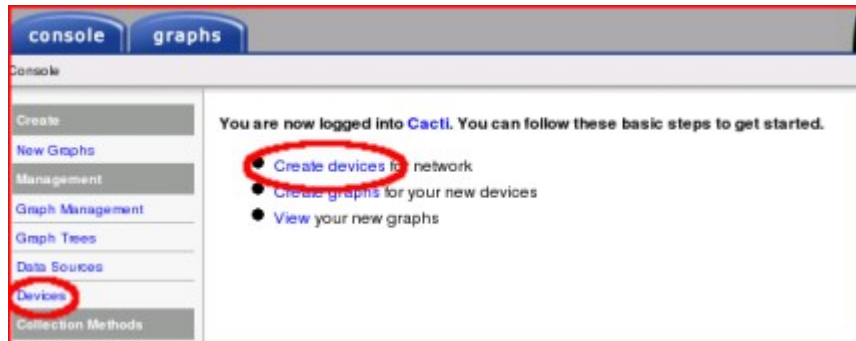 console graphs
Console
Create
New Graphs
Management
Graph Management
Graph Trees
Data Sources
Devices
Collection Methods
You are now logged into Cacti. You can follow these basic steps to get started.
Create devices for network
Create graphs for your new devices
View your new graphs